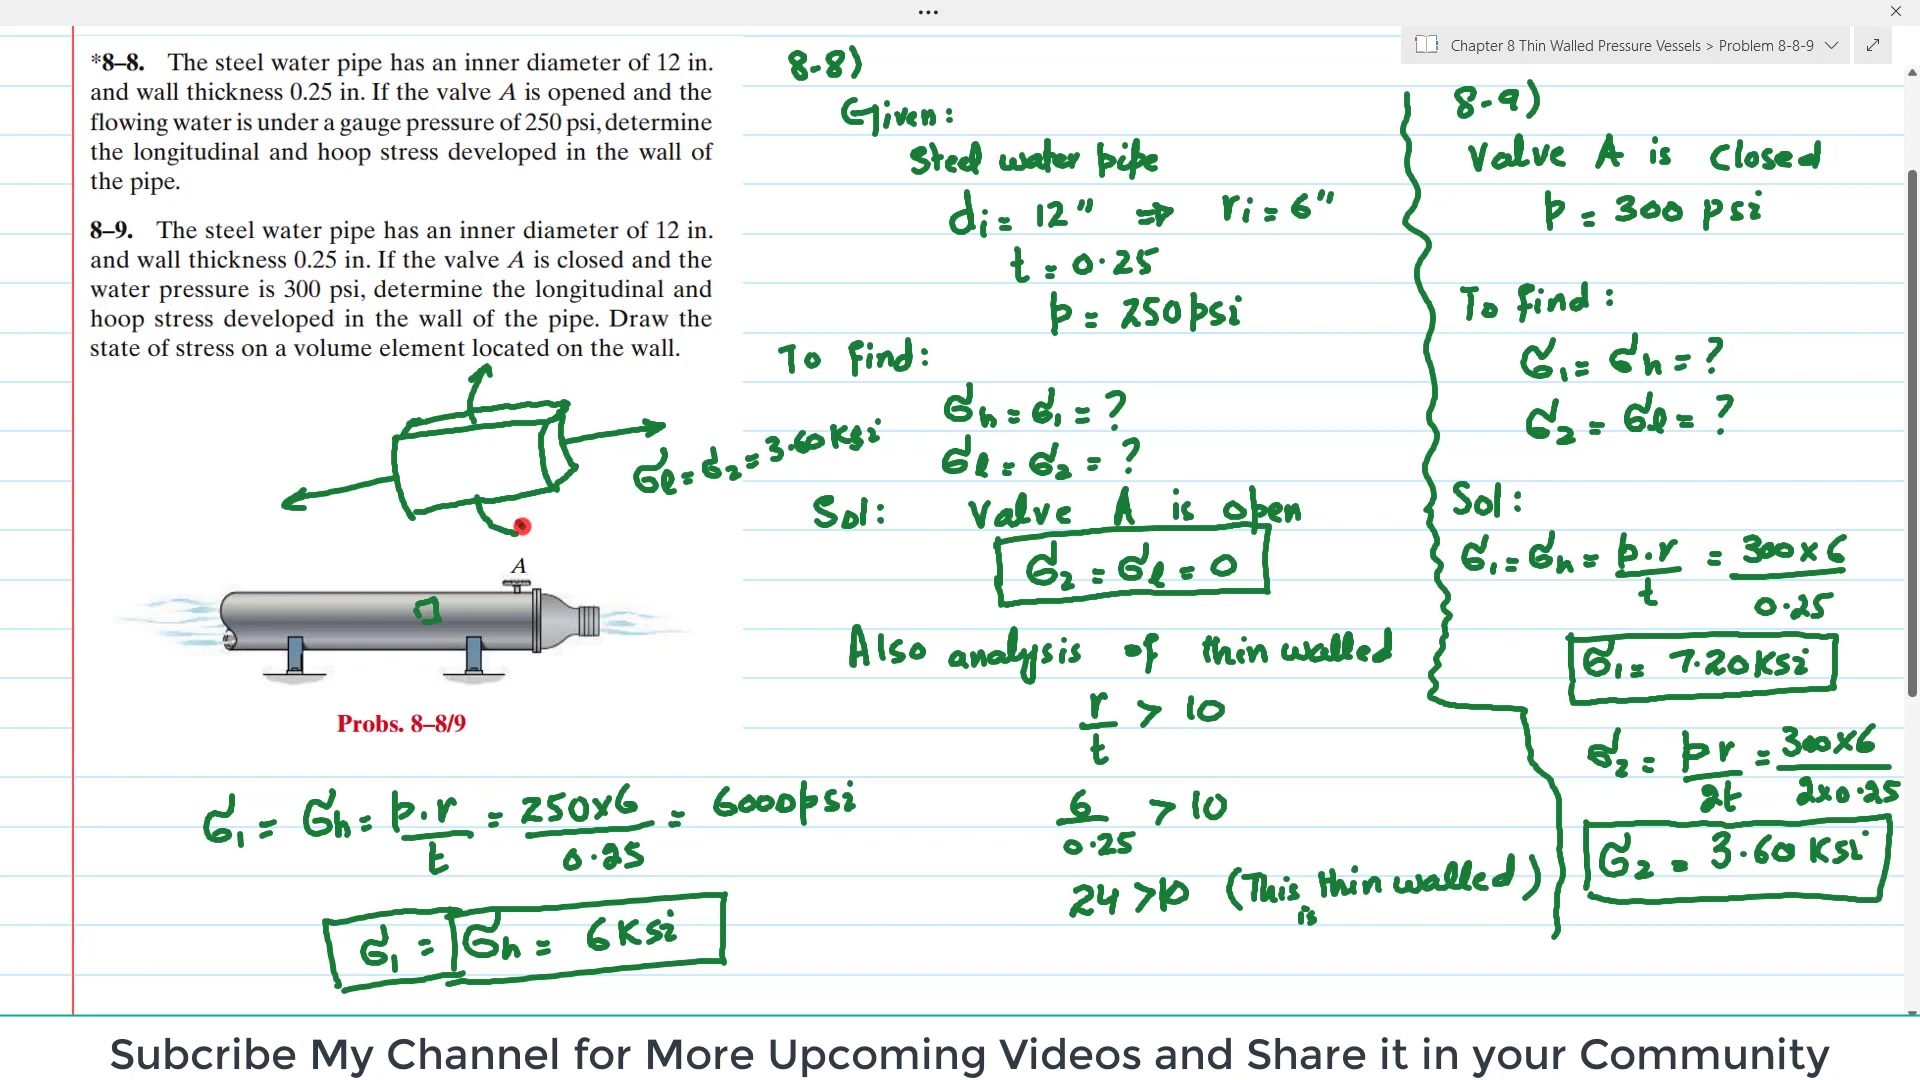 Chapter 8 Thin Walled Pressure Vessels > Problem 8-8-9
*8–8. The steel water pipe has an inner diameter of 12 in.
and wall thickness 0.25 in. If the valve A is opened and the
flowing water is under a gauge pressure of 250 psi, determine
the longitudinal and hoop stress developed in the wall of
the pipe.
8–9. The steel water pipe has an inner diameter of 12 in.
and wall thickness 0.25 in. If the valve A is closed and the
water pressure is 300 psi, determine the longitudinal and
hoop stress developed in the wall of the pipe. Draw the
state of stress on a volume element located on the wall.
σl = σ2 = 3.60 Ksi
A
Probs. 8–8/9
σ1 = σh = p.r/t = 250×6/0.25 = 6000psi
σ1 = σh = 6 Ksi
8-8)
Given:
Steel water pipe
di = 12" ⇒ ri = 6"
t = 0.25
p = 250 psi
To find:
σh = σ1 = ?
σl = σ2 = ?
Sol: Valve A is open
σ2 = σl = 0
Also analysis of thin walled
r/t > 10
6/0.25 > 10
24 > 10 (This is thin walled)
8-9)
Valve A is closed
p = 300 psi
To find:
σ1 = σh = ?
σ2 = σl = ?
Sol:
σ1 = σh = p.r/t = 300×6/0.25
σ1 = 7.20 Ksi
σ2 = pr/2t = 300×6/2×0.25
σ2 = 3.60 Ksi
Subcribe My Channel for More Upcoming Videos and Share it in your Community